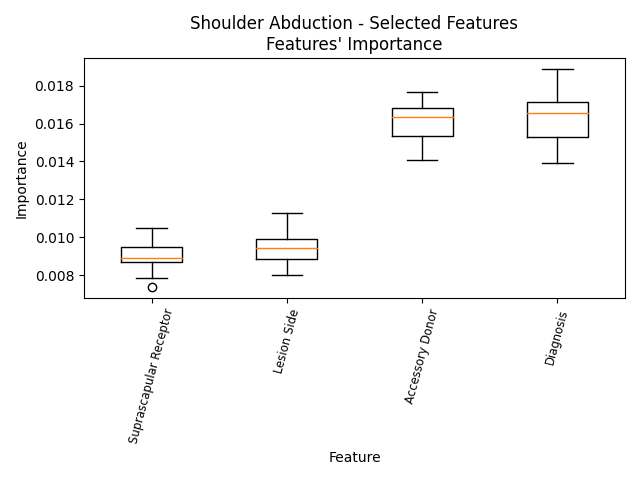 Shoulder Abduction - Selected Features
Features' Importance
0.018
0.016
0.014
0.012
0.010
0.008
Importance
Suprascapular Receptor
Lesion Side
Accessory Donor
Diagnosis
Feature